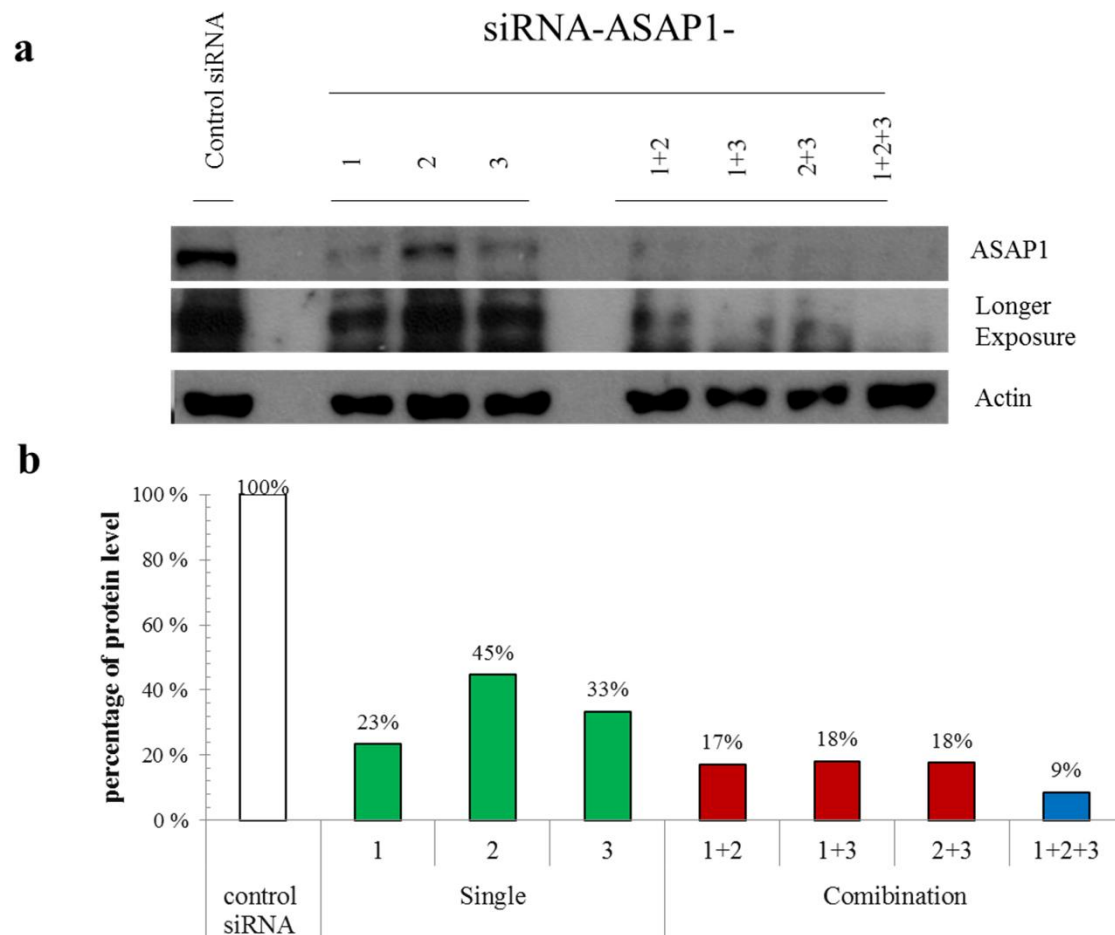 a
siRNA-ASAP1-
Control siRNA
1
2
3
1+2
1+3
2+3
1+2+3
ASAP1
Longer
Exposure
Actin
b
percentage of protein level
100 %
80 %
60 %
40 %
20 %
0 %
100%
23%
45%
33%
17%
18%
18%
9%
1
2
3
1+2
1+3
2+3
1+2+3
control
siRNA
Single
Comibination